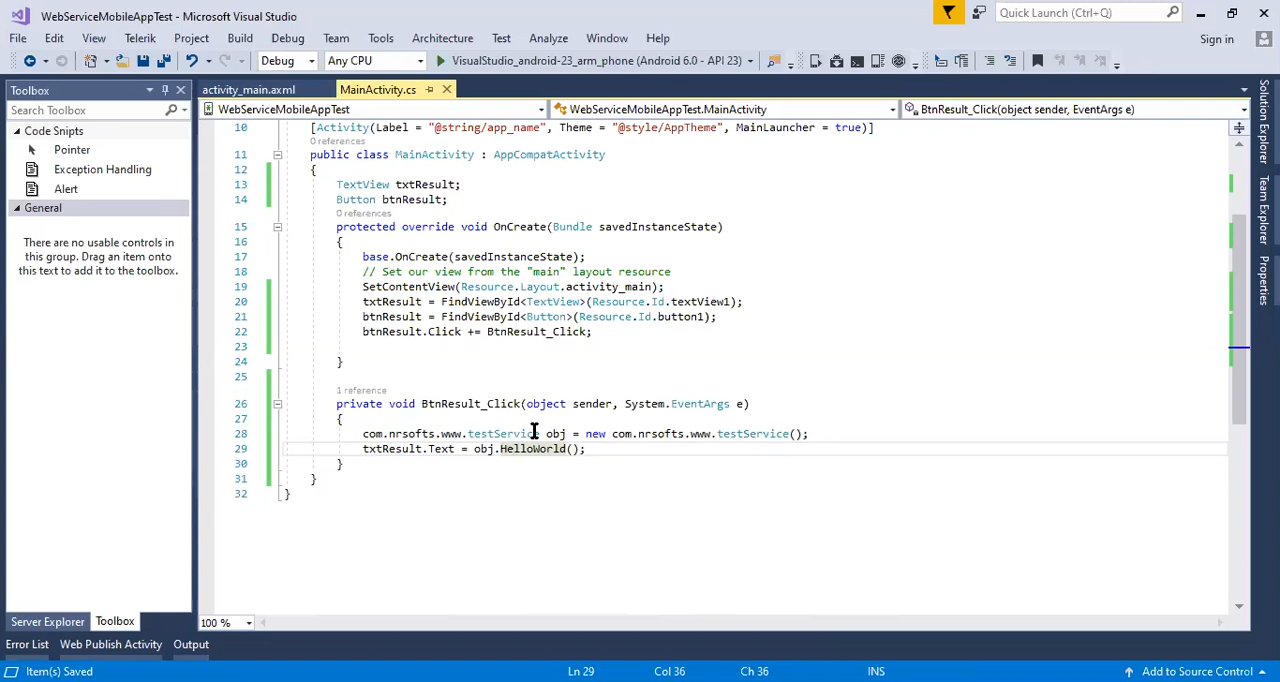 WebServiceMobileAppTest - Microsoft Visual Studio
Quick Launch (Ctrl+Q)
File Edit View Telerik Project Build Debug Team Tools Architecture Test Analyze Window Help
Sign in
Debug Any CPU VisualStudio_android-23_arm_phone (Android 6.0 - API 23)
Toolbox
activity_main.axml MainActivity.cs
Search Toolbox
WebServiceMobileAppTest WebServiceMobileAppTest.MainActivity BtnResult_Click(object sender, EventArgs e)
Code Snipts
Pointer
Exception Handling
Alert
General
There are no usable controls in
this group. Drag an item onto
this text to add it to the toolbox.
10 [Activity(Label = "@string/app_name", Theme = "@style/AppTheme", MainLauncher = true)]
0 references
11 public class MainActivity : AppCompatActivity
12 {
13 TextView txtResult;
14 Button btnResult;
0 references
15 protected override void OnCreate(Bundle savedInstanceState)
16 {
17 base.OnCreate(savedInstanceState);
18 // Set our view from the "main" layout resource
19 SetContentView(Resource.Layout.activity_main);
20 txtResult = FindViewById<TextView>(Resource.Id.textView1);
21 btnResult = FindViewById<Button>(Resource.Id.button1);
22 btnResult.Click += BtnResult_Click;
23
24 }
25
1 reference
26 private void BtnResult_Click(object sender, System.EventArgs e)
27 {
28 com.nrsofts.www.testService obj = new com.nrsofts.www.testService();
29 txtResult.Text = obj.HelloWorld();
30 }
31 }
32 }
Solution Explorer
Team Explorer
Properties
Server Explorer Toolbox
100 %
Error List Web Publish Activity Output
Item(s) Saved Ln 29 Col 36 Ch 36 INS Add to Source Control